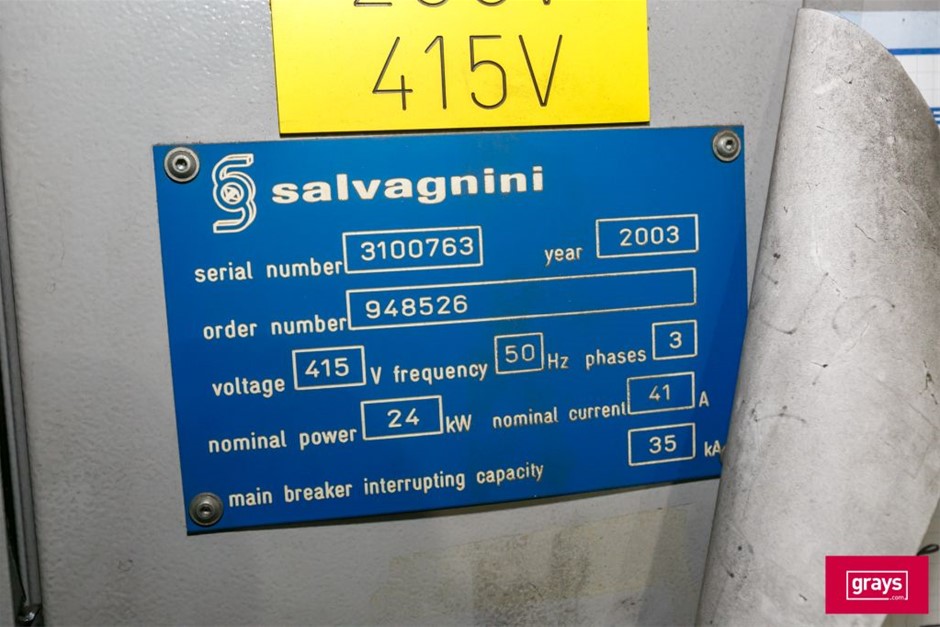 415V
salvagnini
serial number 3100763 year 2003
order number 948526
voltage 415 V frequency 50 Hz phases 3
nominal power 24 kW nominal current 41 A
main breaker interrupting capacity 35 kA
grays
.com